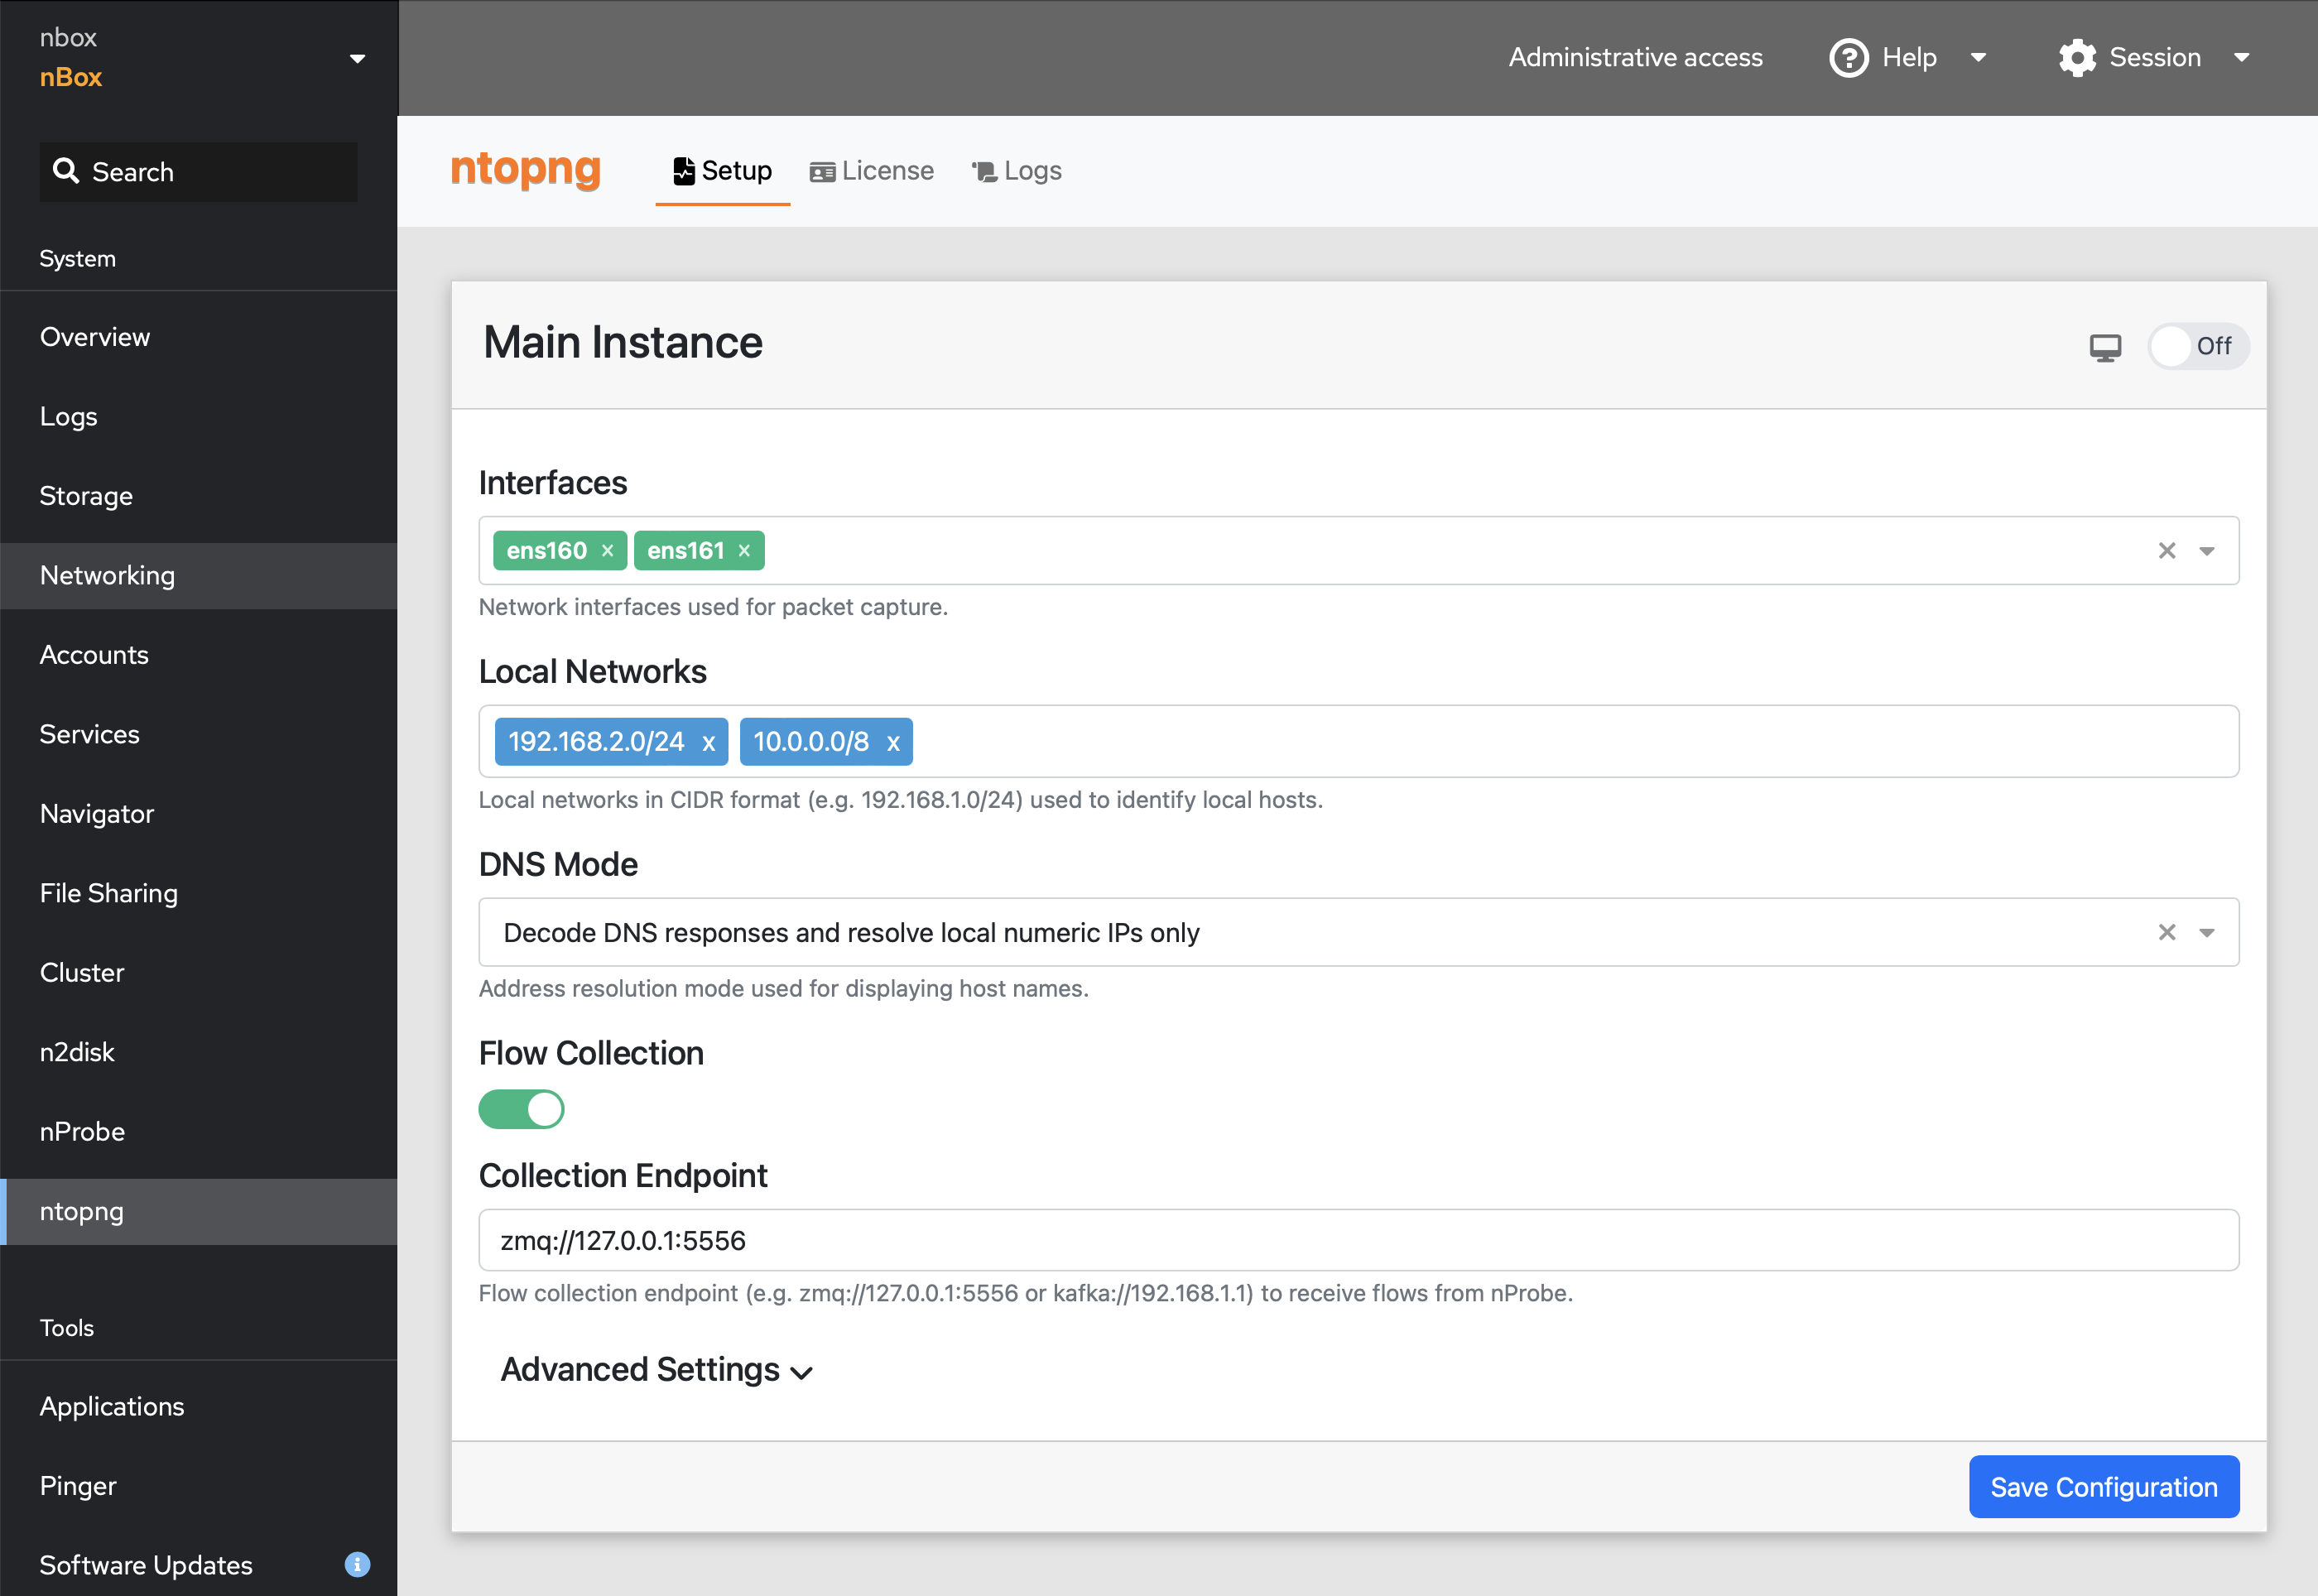 nbox
nBox
Administrative access
Help
Session
Search
ntopng
Setup
License
Logs
System
Overview
Logs
Storage
Networking
Accounts
Services
Navigator
File Sharing
Cluster
n2disk
nProbe
ntopng
Tools
Applications
Pinger
Software Updates
Main Instance
Off
Interfaces
ens160 × ens161 ×
Network interfaces used for packet capture.
Local Networks
192.168.2.0/24 x 10.0.0.0/8 x
Local networks in CIDR format (e.g. 192.168.1.0/24) used to identify local hosts.
DNS Mode
Decode DNS responses and resolve local numeric IPs only
Address resolution mode used for displaying host names.
Flow Collection
Collection Endpoint
zmq://127.0.0.1:5556
Flow collection endpoint (e.g. zmq://127.0.0.1:5556 or kafka://192.168.1.1) to receive flows from nProbe.
Advanced Settings
Save Configuration